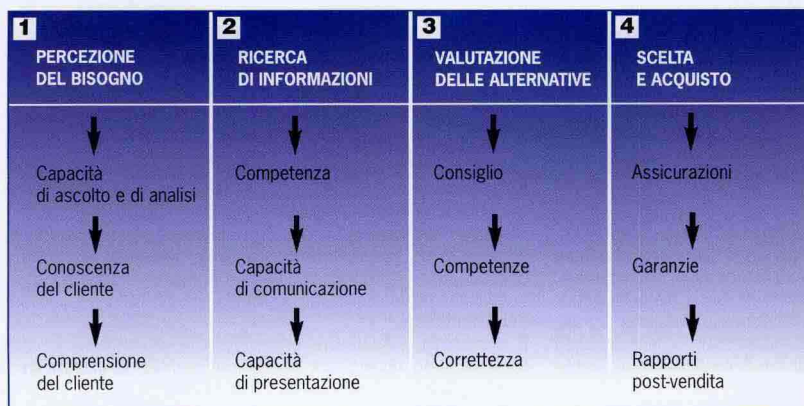 1
PERCEZIONE
DEL BISOGNO
Capacità
di ascolto e di analisi
Conoscenza
del cliente
Comprensione
del cliente
2
RICERCA
DI INFORMAZIONI
Competenza
Capacità
di comunicazione
Capacità
di presentazione
3
VALUTAZIONE
DELLE ALTERNATIVE
Consiglio
Competenze
Correttezza
4
SCELTA
E ACQUISTO
Assicurazioni
Garanzie
Rapporti
post-vendita